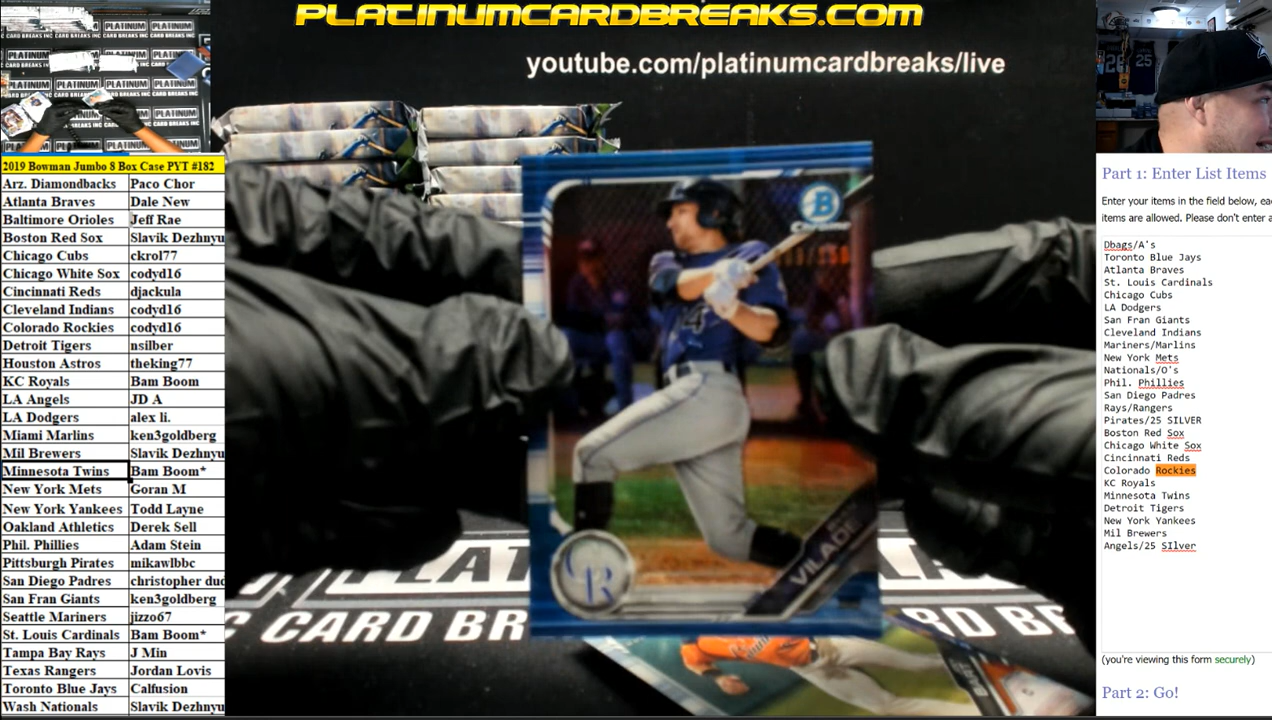 PLATINUMCARDBREAKS.COM
youtube.com/platinumcardbreaks/live
2019 Bowman Jumbo 8 Box Case PYT #182
Arz. Diamondbacks Paco Chor
Atlanta Braves Dale New
Baltimore Orioles Jeff Rae
Boston Red Sox Slavik Dezhnyu
Chicago Cubs ckrol77
Chicago White Sox codyd16
Cincinnati Reds djackula
Cleveland Indians codyd16
Colorado Rockies codyd16
Detroit Tigers nsilber
Houston Astros theking77
KC Royals Bam Boom
LA Angels JD A
LA Dodgers alex li.
Miami Marlins ken3goldberg
Mil Brewers Slavik Dezhnyu
Minnesota Twins Bam Boom*
New York Mets Goran M
New York Yankees Todd Layne
Oakland Athletics Derek Sell
Phil. Phillies Adam Stein
Pittsburgh Pirates mikawlbbc
San Diego Padres christopher dud
San Fran Giants ken3goldberg
Seattle Mariners jizzo67
St. Louis Cardinals Bam Boom*
Tampa Bay Rays J Min
Texas Rangers Jordan Lovis
Toronto Blue Jays Calfusion
Wash Nationals Slavik Dezhnyu
B
Chrome
VILADE
CR
PLAT
C CARD BR
BART
Part 1: Enter List Items
Enter your items in the field below, ea
items are allowed. Please don't enter a
Dbags/A's
Toronto Blue Jays
Atlanta Braves
St. Louis Cardinals
Chicago Cubs
LA Dodgers
San Fran Giants
Cleveland Indians
Mariners/Marlins
New York Mets
Nationals/O's
Phil. Phillies
San Diego Padres
Rays/Rangers
Pirates/25 SILVER
Boston Red Sox
Chicago White Sox
Cincinnati Reds
Colorado Rockies
KC Royals
Minnesota Twins
Detroit Tigers
New York Yankees
Mil Brewers
Angels/25 SIlver
(you're viewing this form securely)
Part 2: Go!